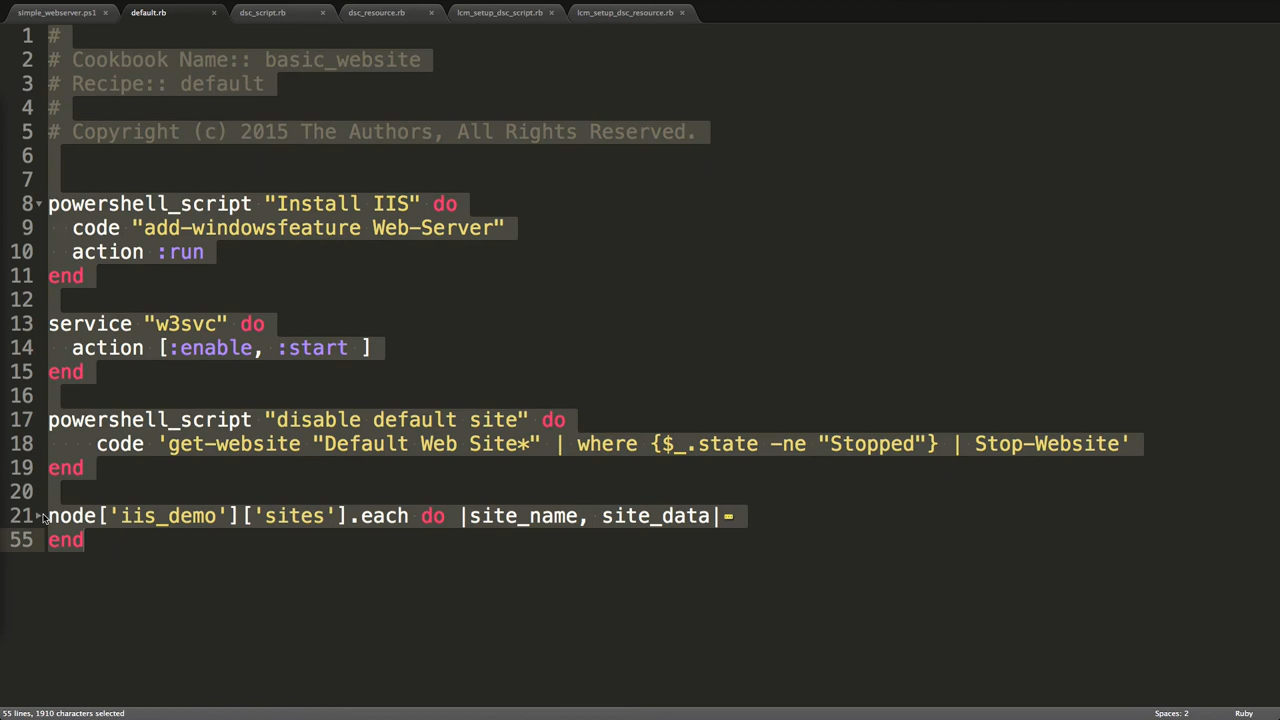 simple_webserver.ps1 × default.rb × dsc_script.rb × dsc_resource.rb × lcm_setup_dsc_script.rb × lcm_setup_dsc_resource.rb ×
1 #
2 # Cookbook Name:: basic_website
3 # Recipe:: default
4 #
5 # Copyright (c) 2015 The Authors, All Rights Reserved.
6
7
8 powershell_script "Install IIS" do
9 code "add-windowsfeature Web-Server"
10 action :run
11 end
12
13 service "w3svc" do
14 action [:enable, :start ]
15 end
16
17 powershell_script "disable default site" do
18 code 'get-website "Default Web Site*" | where {$_.state -ne "Stopped"} | Stop-Website'
19 end
20
21 node['iis_demo']['sites'].each do |site_name, site_data|
55 end
55 lines, 1910 characters selected Spaces: 2 Ruby